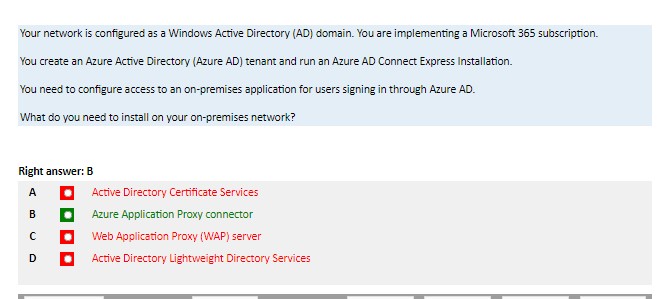 Your network is configured as a Windows Active Directory (AD) domain. You are implementing a Microsoft 365 subscription.
You create an Azure Active Directory (Azure AD) tenant and run an Azure AD Connect Express Installation.
You need to configure access to an on-premises application for users signing in through Azure AD.
What do you need to install on your on-premises network?
Right answer: B
A Active Directory Certificate Services
B Azure Application Proxy connector
C Web Application Proxy (WAP) server
D Active Directory Lightweight Directory Services